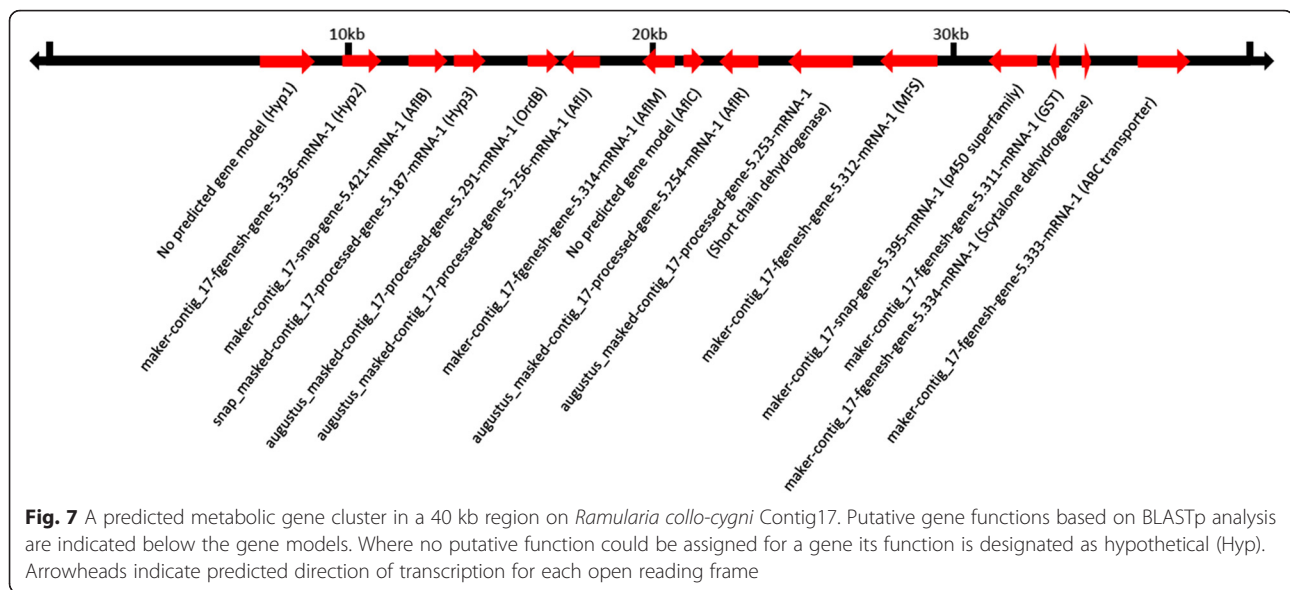 10kb
20kb
30kb
No predicted gene model (Hyp1)
maker-contig_17-fgenesh-gene-5.336-mRNA-1 (Hyp2)
maker-contig_17-snap-gene-5.421-mRNA-1 (AflB)
snap_masked-contig_17-processed-gene-5.187-mRNA-1 (Hyp3)
augustus_masked-contig_17-processed-gene-5.291-mRNA-1 (OrdB)
augustus_masked-contig_17-processed-gene-5.256-mRNA-1 (AflJ)
maker-contig_17-fgenesh-gene-5.314-mRNA-1 (AflM)
No predicted gene model (AflC)
augustus_masked-contig_17-processed-gene-5.254-mRNA-1 (AflR)
augustus_masked-contig_17-processed-gene-5.253-mRNA-1
(Short chain dehydrogenase)
maker-contig_17-fgenesh-gene-5.312-mRNA-1 (MFS)
maker-contig_17-snap-gene-5.395-mRNA-1 (p450 superfamily)
maker-contig_17-fgenesh-gene-5.311-mRNA-1 (GST)
maker-contig_17-fgenesh-gene-5.334-mRNA-1 (Scytalone dehydrogenase)
maker-contig_17-fgenesh-gene-5.333-mRNA-1 (ABC transporter)
Fig. 7 A predicted metabolic gene cluster in a 40 kb region on Ramularia collo-cygni Contig17. Putative gene functions based on BLASTp analysis
are indicated below the gene models. Where no putative function could be assigned for a gene its function is designated as hypothetical (Hyp).
Arrowheads indicate predicted direction of transcription for each open reading frame